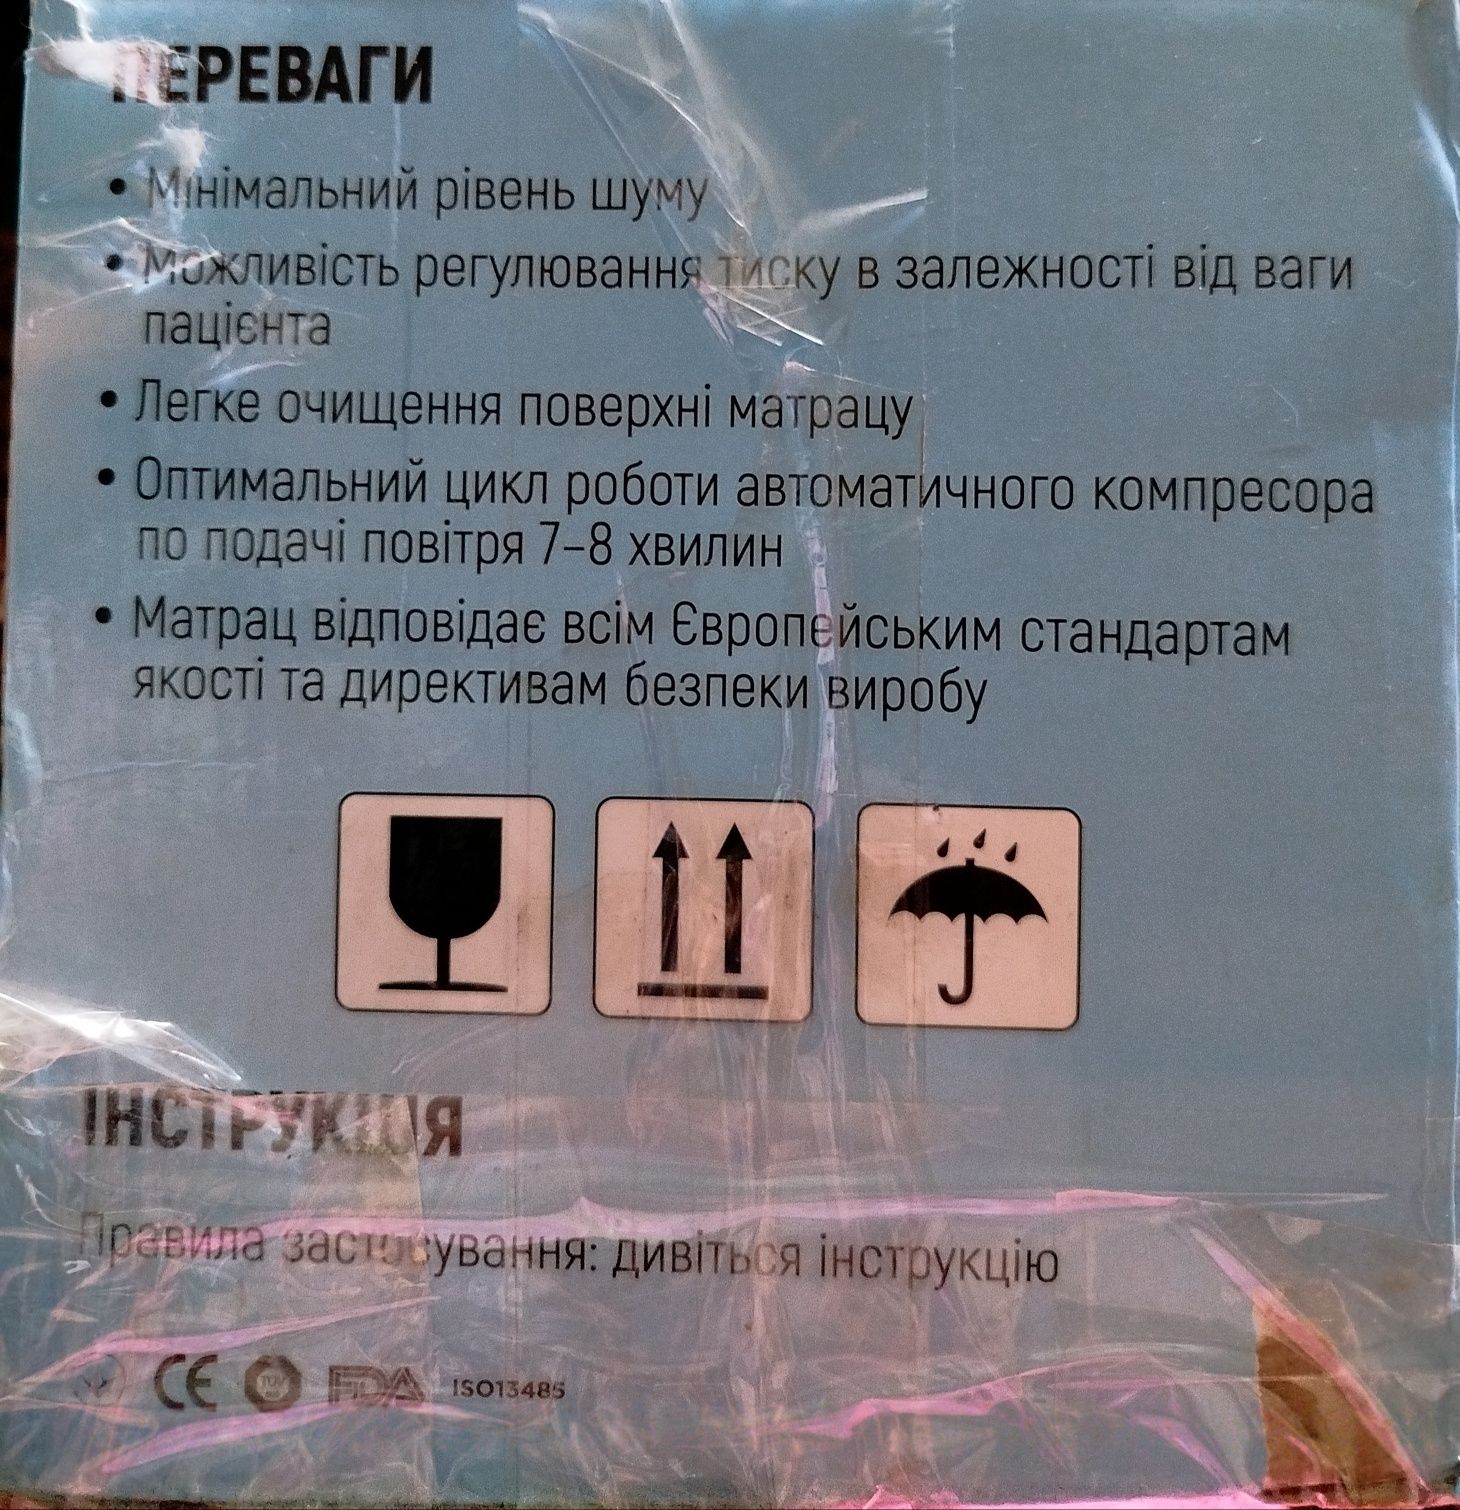 ПЕРЕВАГИ
• Мінімальний рівень шуму
• Можливість регулювання тиску в залежності від ваги
пацієнта
• Легке очищення поверхні матрацу
• Оптимальний цикл роботи автоматичного компресора
по подачі повітря 7–8 хвилин
• Матрац відповідає всім Європейським стандартам
якості та директивам безпеки виробу
ІНСТРУКЦІЯ
Правила застосування: дивіться інструкцію
CE TÜV FDA ISO13485